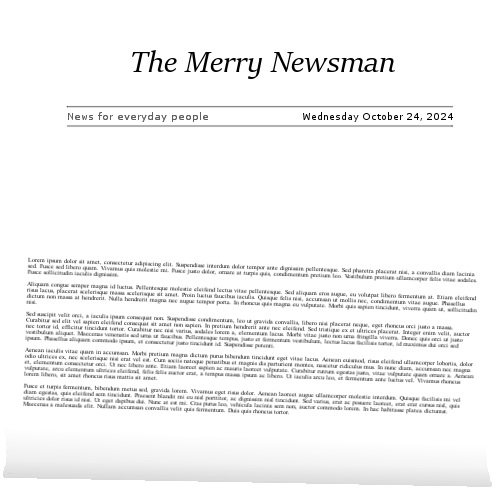 The Merry Newsman
News for everyday people
Wednesday October 24, 2024
Lorem ipsum dolor sit amet, consectetur adipiscing elit. Suspendisse interdum dolor tempor ante dignissim pellentesque. Sed pharetra placerat nisi, a convallis diam lacinia
sed. Fusce sed libero quam. Vivamus quis molestie mi. Fusce justo dolor, ornare at turpis quis, condimentum pretium leo. Vestibulum pretium ullamcorper felis vitae sodales.
Fusce sollicitudin iaculis dignissim.
Aliquam congue semper magna id luctus. Pellentesque molestie eleifend lectus vitae pellentesque. Sed aliquam eros augue, eu volutpat libero fermentum at. Etiam eleifend
risus lacus, placerat scelerisque massa scelerisque sit amet. Proin luctus faucibus iaculis. Quisque felis nisi, accumsan ut mollis nec, condimentum vitae augue. Phasellus
dictum non massa at hendrerit. Nulla hendrerit magna nec augue tempor porta. In rhoncus quis magna eu vulputate. Morbi quis sapien tincidunt, viverra quam ut, sollicitudin
nisi.
Sed suscipit velit orci, a iaculis ipsum consequat non. Suspendisse condimentum, leo ut gravida convallis, libero nisi placerat neque, eget rhoncus orci justo a massa.
Curabitur sed elit vel sapien eleifend consequat sit amet non sapien. In pretium hendrerit ante nec eleifend. Sed tristique ex et ultrices mattis. Integer enim velit, auctor
nec tortor id, efficitur tincidunt tortor. Curabitur nec nisi varius, sodales lorem a, elementum lacus. Morbi vitae justo non urna fringilla viverra. Donec quis orci ut justo
aliquet. Maecenas venenatis sed urna ut faucibus. Pellentesque tempus, justo et fermentum vestibulum, lectus lacus facilisis tortor, id maximus dui orci sed
ipsum. Phasellus aliquam commodo ipsum, et consectetur justo tincidunt id. Suspendisse potenti.
Aenean iaculis vitae quam in accumsan. Morbi pretium magna dictum purus bibendum tincidunt eget vitae lacus. Aenean euismod, risus eleifend ullamcorper lobortis, dolor
odio ultrices ex, nec scelerisque nisi enim in est. Cum sociis natoque penatibus et magnis dis parturient montes, nascetur ridiculus mus. In nunc diam, accumsan nec magna
et, elementum consectetur orci. Ut nec libero ante. Etiam laoreet sapien ac mauris laoreet vulputate. Curabitur rutrum egestas justo, vitae vulputate quam ornare a. Aenean
vulputate, arcu elementum ultricies eleifend, felis felis auctor erat, a tempus massa ipsum ac libero. Ut iaculis arcu leo, et fermentum ante luctus vel. Vivamus rhoncus
lorem libero, sit amet rhoncus risus mattis sit amet.
Fusce et turpis fermentum, bibendum metus sed, gravida lorem. Vivamus eget risus dolor. Aenean laoreet augue ullamcorper molestie interdum. Quisque facilisis mi vel
diam egestas, quis eleifend sem tincidunt. Praesent blandit mi eu nisl porttitor, ac dignissim nisl tincidunt. Sed varius, erat ac posuere laoreet, erat erat cursus nisl, quis
ultricies dolor risus id nisi. Ut eget dapibus dui. Nunc at est mi. Cras purus leo, vehicula lacinia sem non, auctor commodo lorem. In hac habitasse platea dictumst.
Maecenas a malesuada elit. Nullam accumsan convallis velit quis fermentum. Duis quis rhoncus tortor.